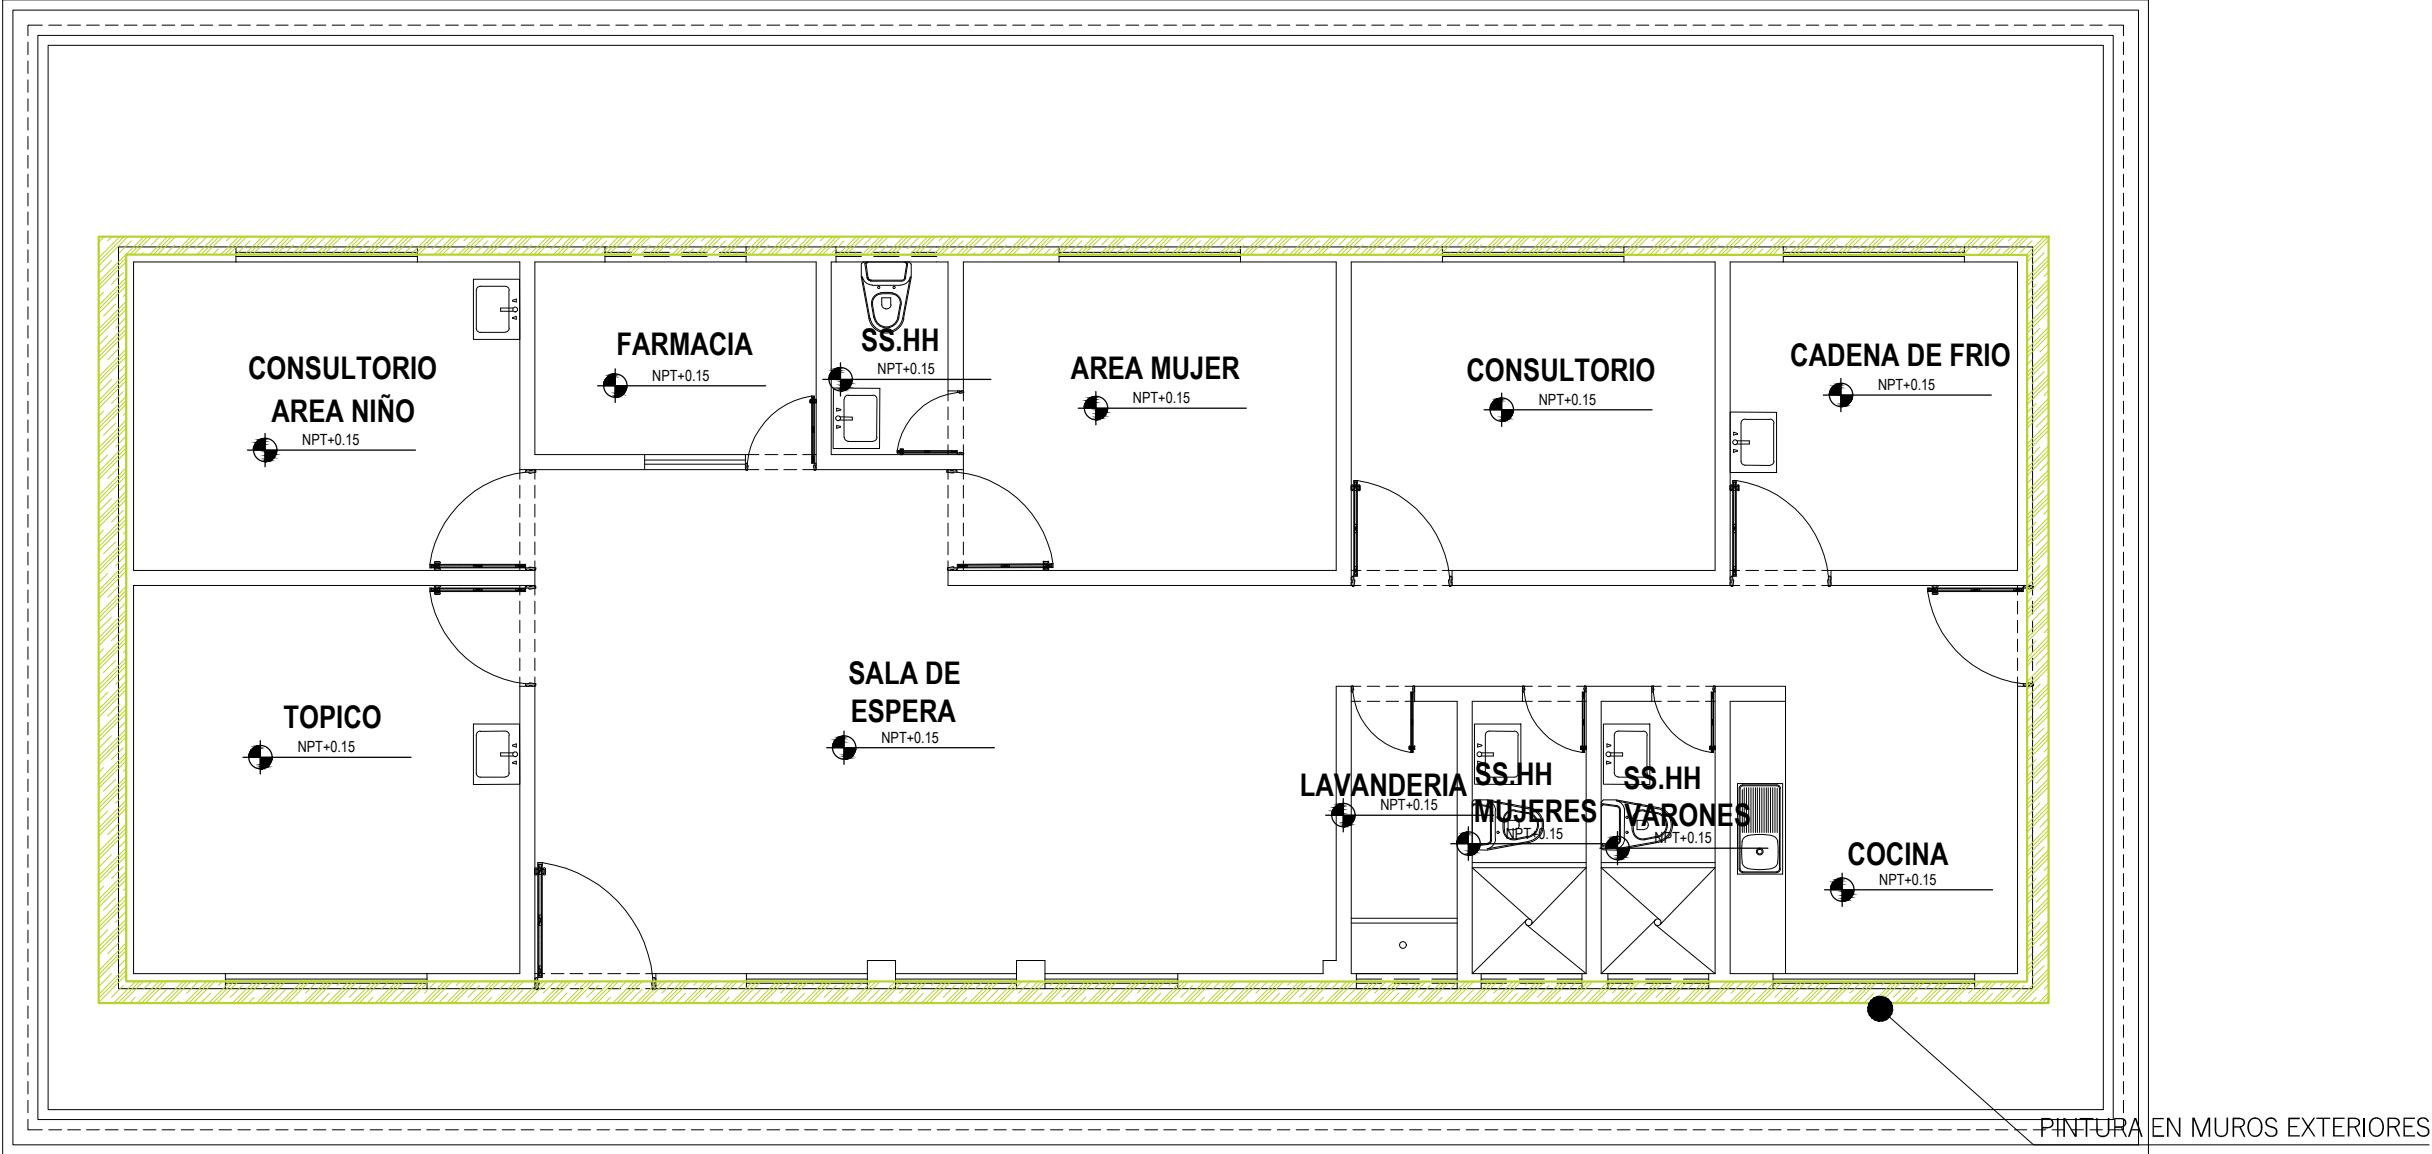 CONSULTORIO
AREA NIÑO
NPT+0.15
FARMACIA
NPT+0.15
SS.HH
NPT+0.15
AREA MUJER
NPT+0.15
CONSULTORIO
NPT+0.15
CADENA DE FRIO
NPT+0.15
TOPICO
NPT+0.15
SALA DE
ESPERA
NPT+0.15
LAVANDERIA
NPT+0.15
SS.HH
MUJERES
NPT+0.15
SS.HH
VARONES
NPT+0.15
COCINA
NPT+0.15
PINTURA EN MUROS EXTERIORES